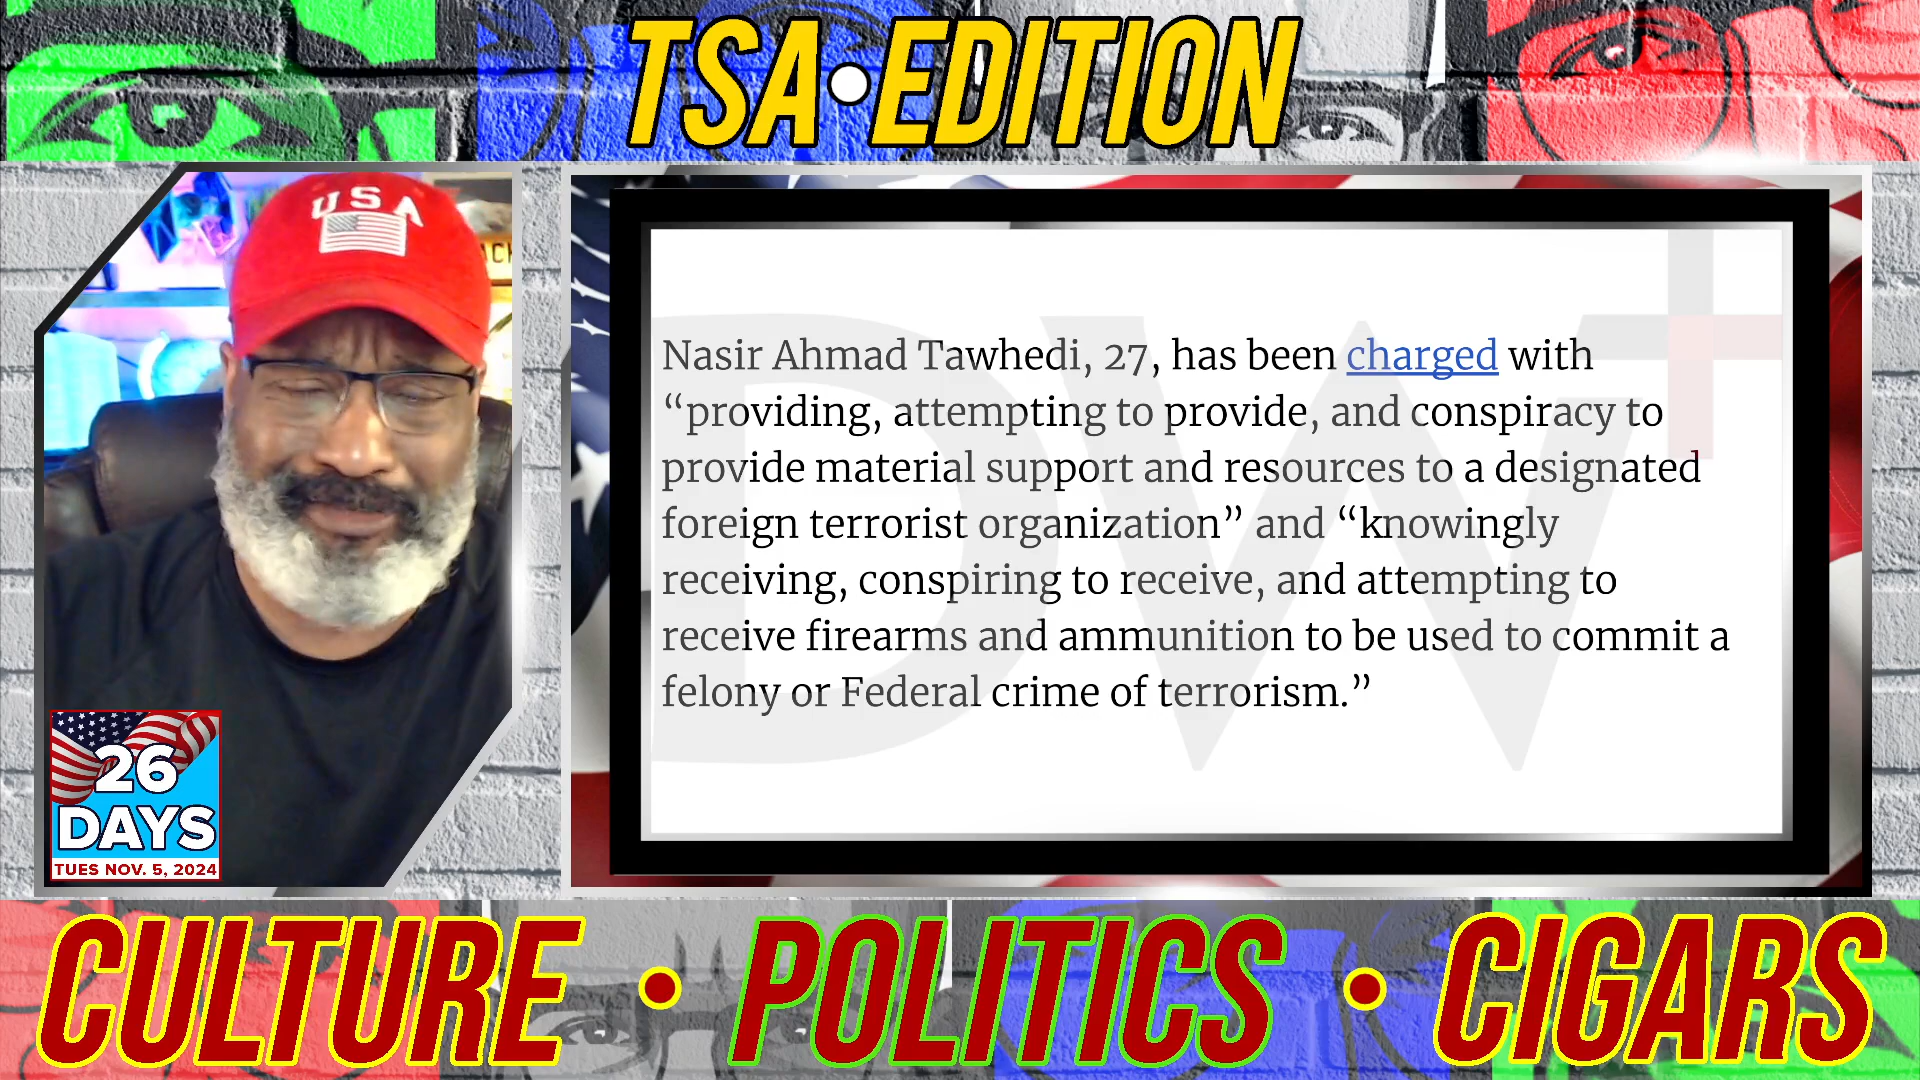 TSA•EDITION
USA
Nasir Ahmad Tawhedi, 27, has been charged with
“providing, attempting to provide, and conspiracy to
provide material support and resources to a designated
foreign terrorist organization” and “knowingly
receiving, conspiring to receive, and attempting to
receive firearms and ammunition to be used to commit a
felony or Federal crime of terrorism.”
DW+
26
DAYS
TUES NOV. 5, 2024
CULTURE • POLITICS • CIGARS